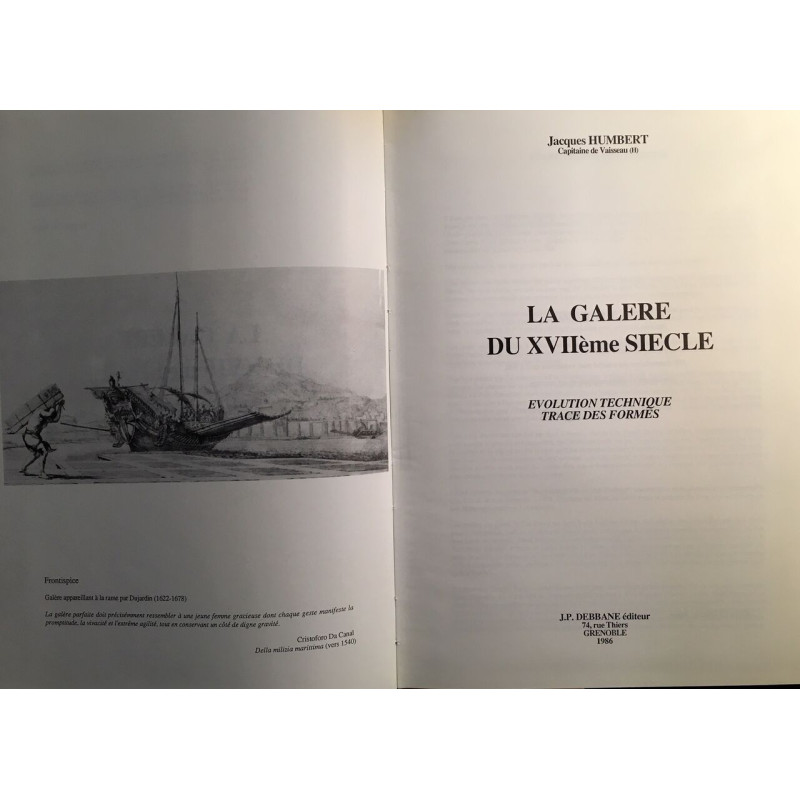 Frontispice
Galère appareillant à la rame par Dujardin (1622-1678)
La galère parfaite doit précisémment ressembler à une jeune femme gracieuse dont chaque geste manifeste la
promptitude, la vivacité et l'extrême agilité, tout en conservant un côté de digne gravité.
Cristoforo Da Canal
Della milizia marittima (vers 1540)
Jacques HUMBERT
Capitaine de Vaisseau (H)
LA GALERE
DU XVIIème SIECLE
EVOLUTION TECHNIQUE
TRACE DES FORMES
J.P. DEBBANE éditeur
74, rue Thiers
GRENOBLE
1986